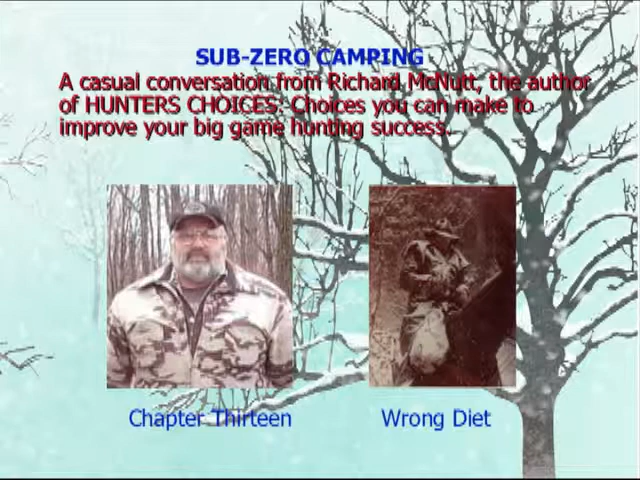 SUB-ZERO CAMPING
A casual conversation from Richard McNutt, the author
of HUNTERS CHOICES. Choices you can make to
improve your big game hunting success.
Chapter Thirteen
Wrong Diet